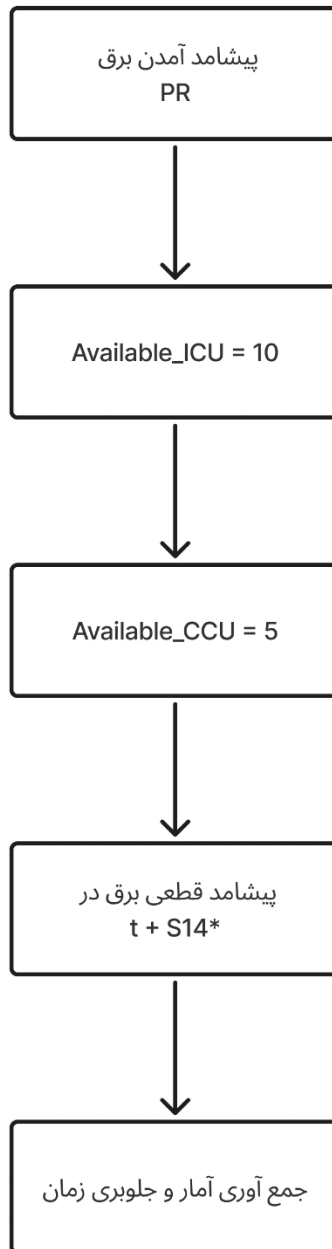 پیشامد آمدن برق
PR
Available_ICU = 10
Available_CCU = 5
پیشامد قطعی برق در
t + S14*
جمع آوری آمار و جلوبری زمان